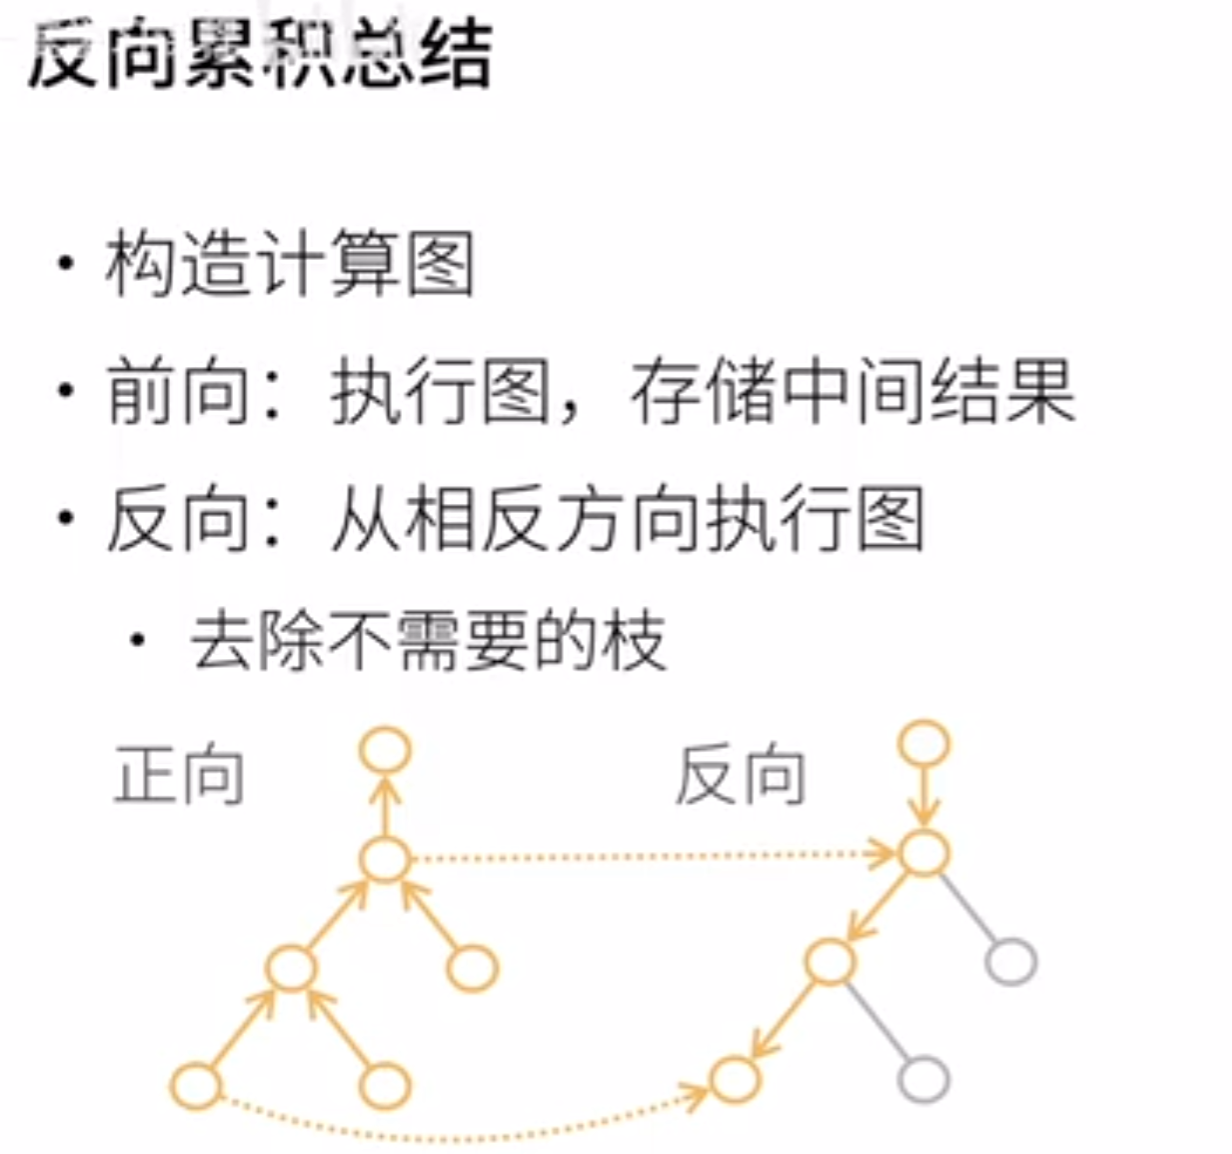 反向累积总结
• 构造计算图
• 前向：执行图，存储中间结果
• 反向：从相反方向执行图
• 去除不需要的枝
正向
反向